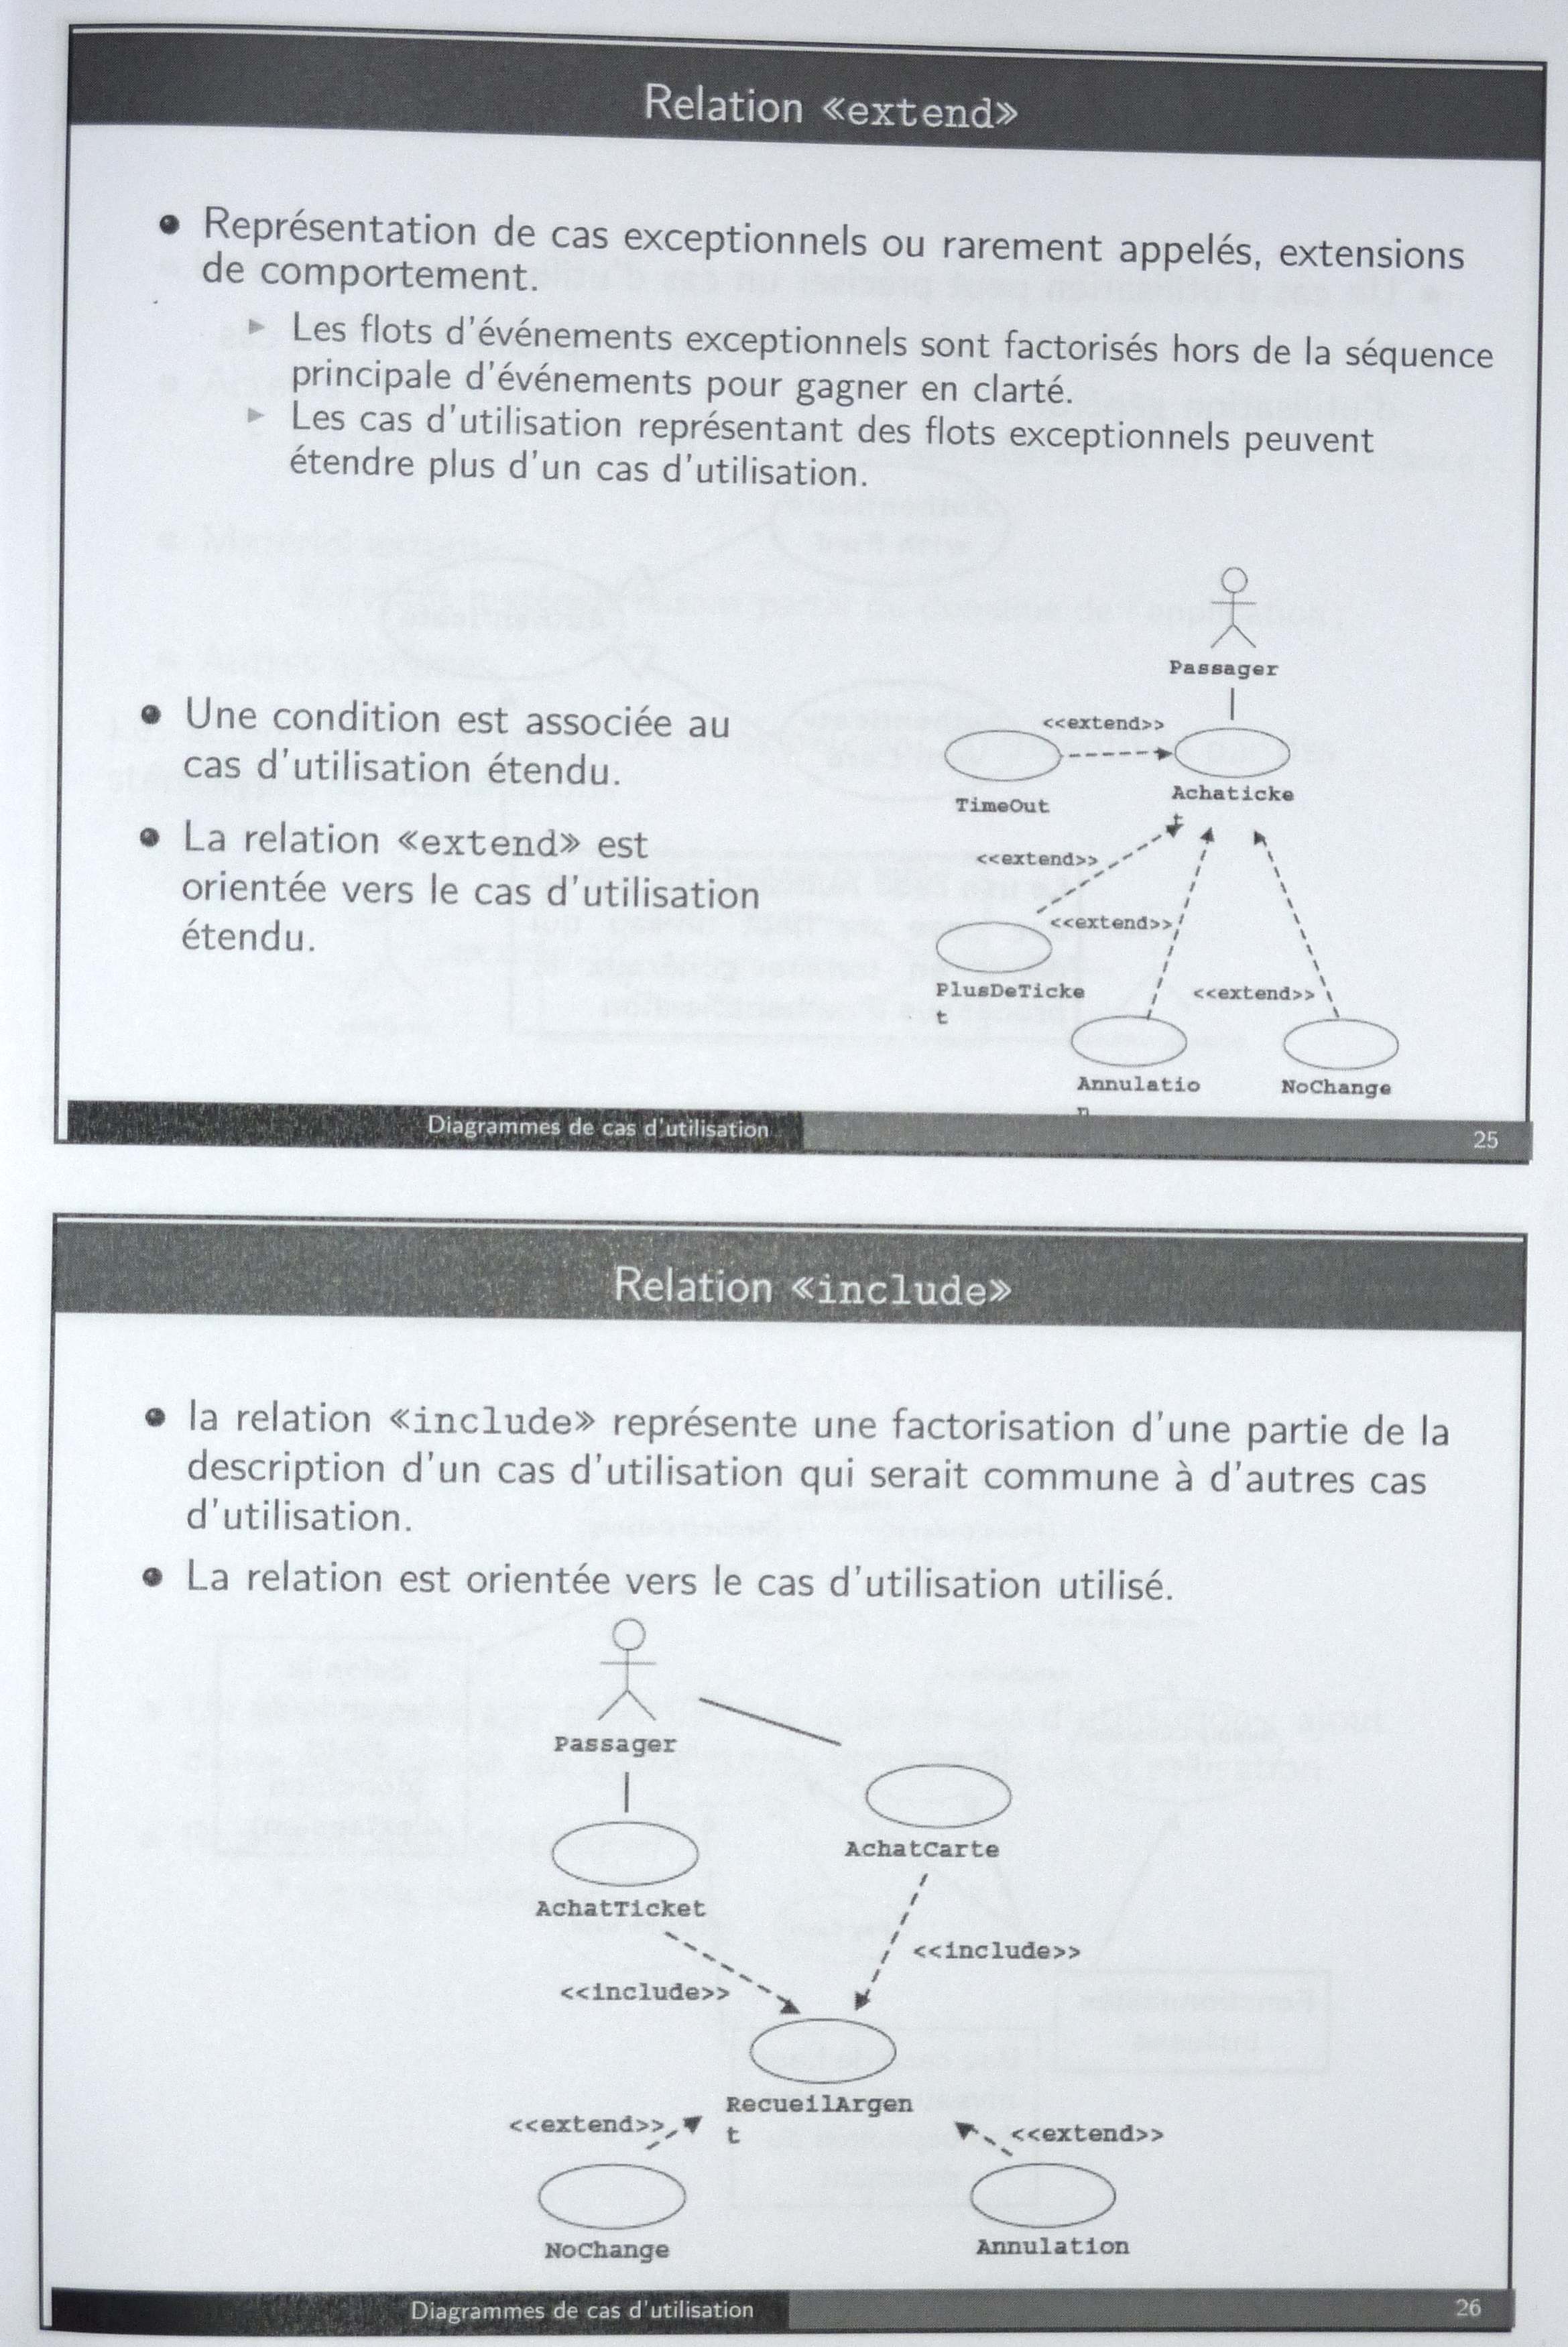 Relation «extend»
Représentation de cas exceptionnels ou rarement appelés, extensions
de comportement.
Les flots d'événements exceptionnels sont factorisés hors de la séquence
principale d'événements pour gagner en clarté.
Les cas d'utilisation représentant des flots exceptionnels peuvent
étendre plus d'un cas d'utilisation.
Une condition est associée au
cas d'utilisation étendu.
La relation «extend» est
orientée vers le cas d'utilisation
étendu.
Passager
<<extend>>
TimeOut
Achaticke
t
<<extend>>
<<extend>>
PlusDeTicke
t
<<extend>>
Annulatio
n
NoChange
Diagrammes de cas d'utilisation
25
Relation «include»
la relation «include» représente une factorisation d'une partie de la
description d'un cas d'utilisation qui serait commune à d'autres cas
d'utilisation.
La relation est orientée vers le cas d'utilisation utilisé.
Passager
AchatCarte
AchatTicket
<<include>>
<<include>>
RecueilArgen
t
<<extend>>
<<extend>>
NoChange
Annulation
Diagrammes de cas d'utilisation
26